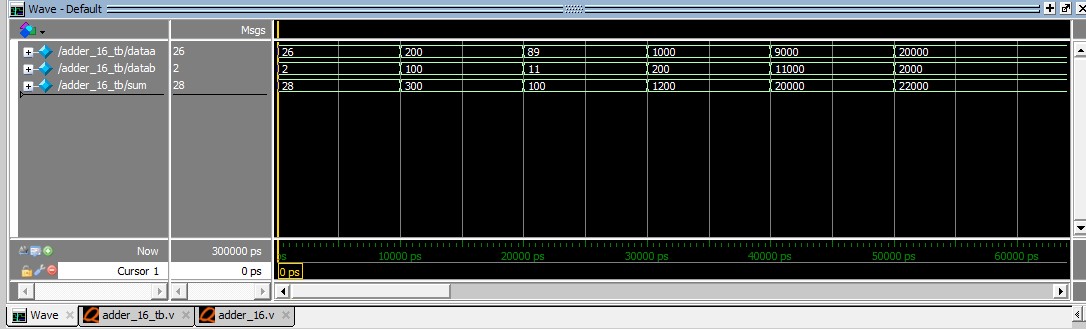 Wave - Default
Msgs
/adder_16_tb/dataa 26 26 200 89 1000 9000 20000
/adder_16_tb/datab 2 2 100 11 200 11000 2000
/adder_16_tb/sum 28 28 300 100 1200 20000 22000
Now 300000 ps ps 10000 ps 20000 ps 30000 ps 40000 ps 50000 ps 60000 ps
Cursor 1 0 ps 0 ps
Wave adder_16_tb.v adder_16.v